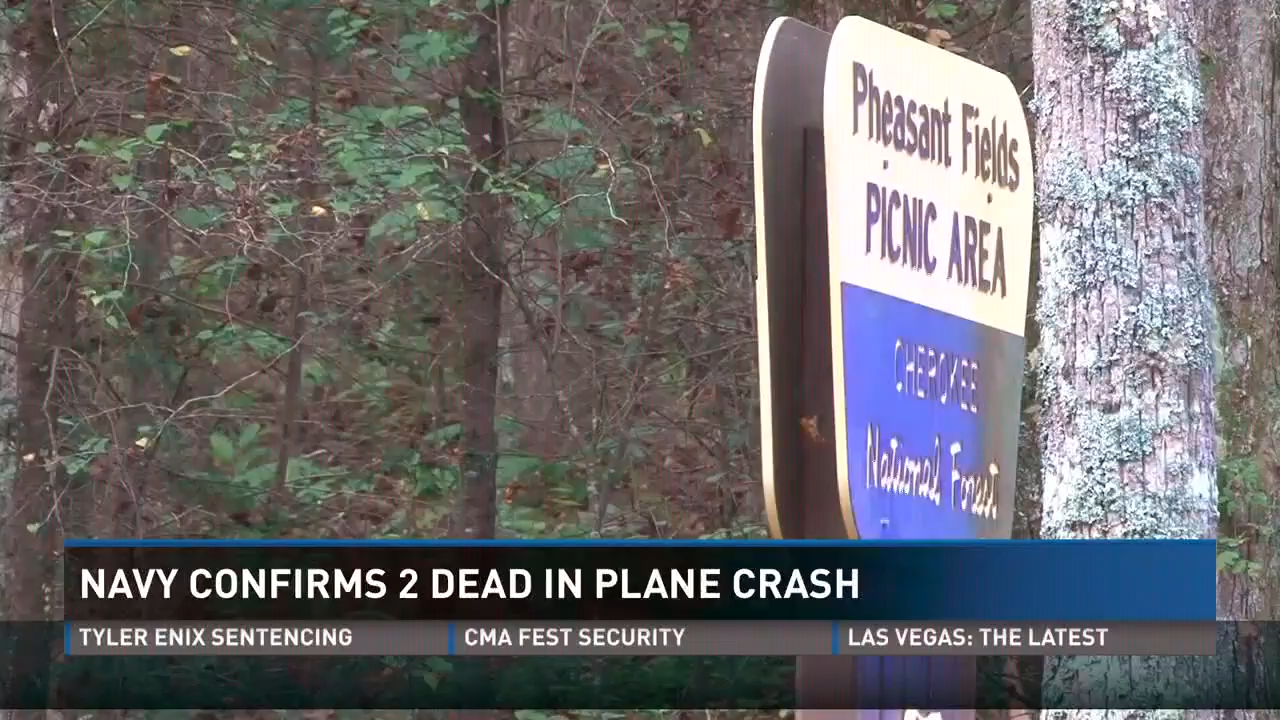 Pheasant Fields
PICNIC AREA
CHEROKEE
National Forest
NAVY CONFIRMS 2 DEAD IN PLANE CRASH
TYLER ENIX SENTENCING
CMA FEST SECURITY
LAS VEGAS: THE LATEST